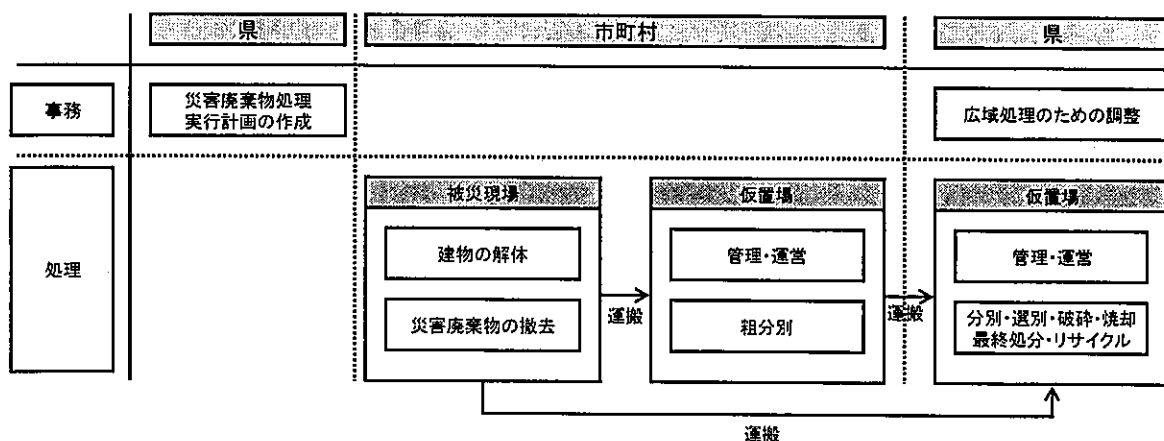 県
市町村
県
事務
災害廃棄物処理
実行計画の作成
広域処理のための調整
処理
被災現場
建物の解体
災害廃棄物の撤去
運搬
仮置場
管理・運営
粗分別
運搬
仮置場
管理・運営
分別・選別・破砕・焼却
最終処分・リサイクル
運搬